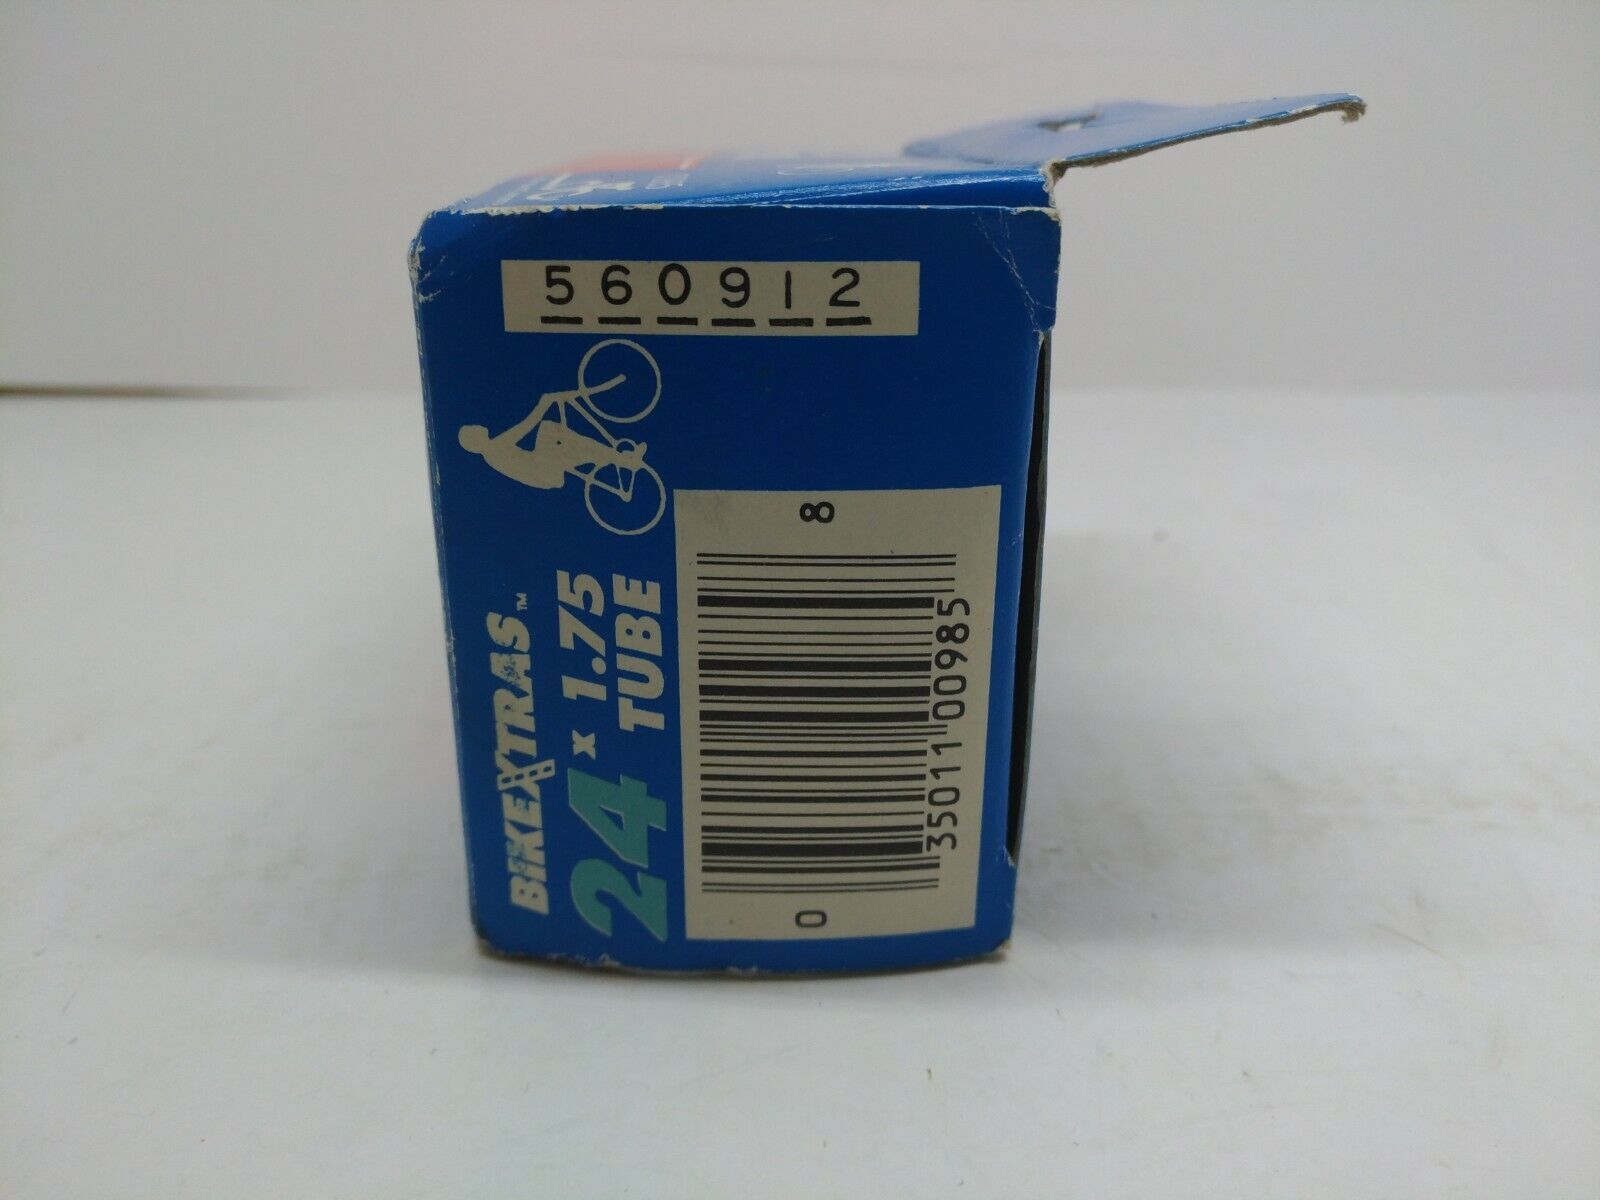 560912
BIKEXTRAS™
24 x 1.75
TUBE
0 35011 00985 8